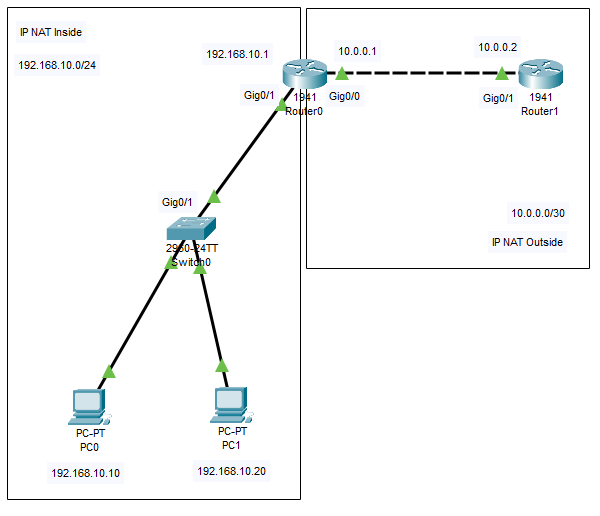 IP NAT Inside
192.168.10.0/24
192.168.10.1
10.0.0.1
10.0.0.2
Gig0/1
1941
Router0
Gig0/0
Gig0/1
1941
Router1
Gig0/1
2950-24TT
Switch0
10.0.0.0/30
IP NAT Outside
PC-PT
PC0
192.168.10.10
PC-PT
PC1
192.168.10.20